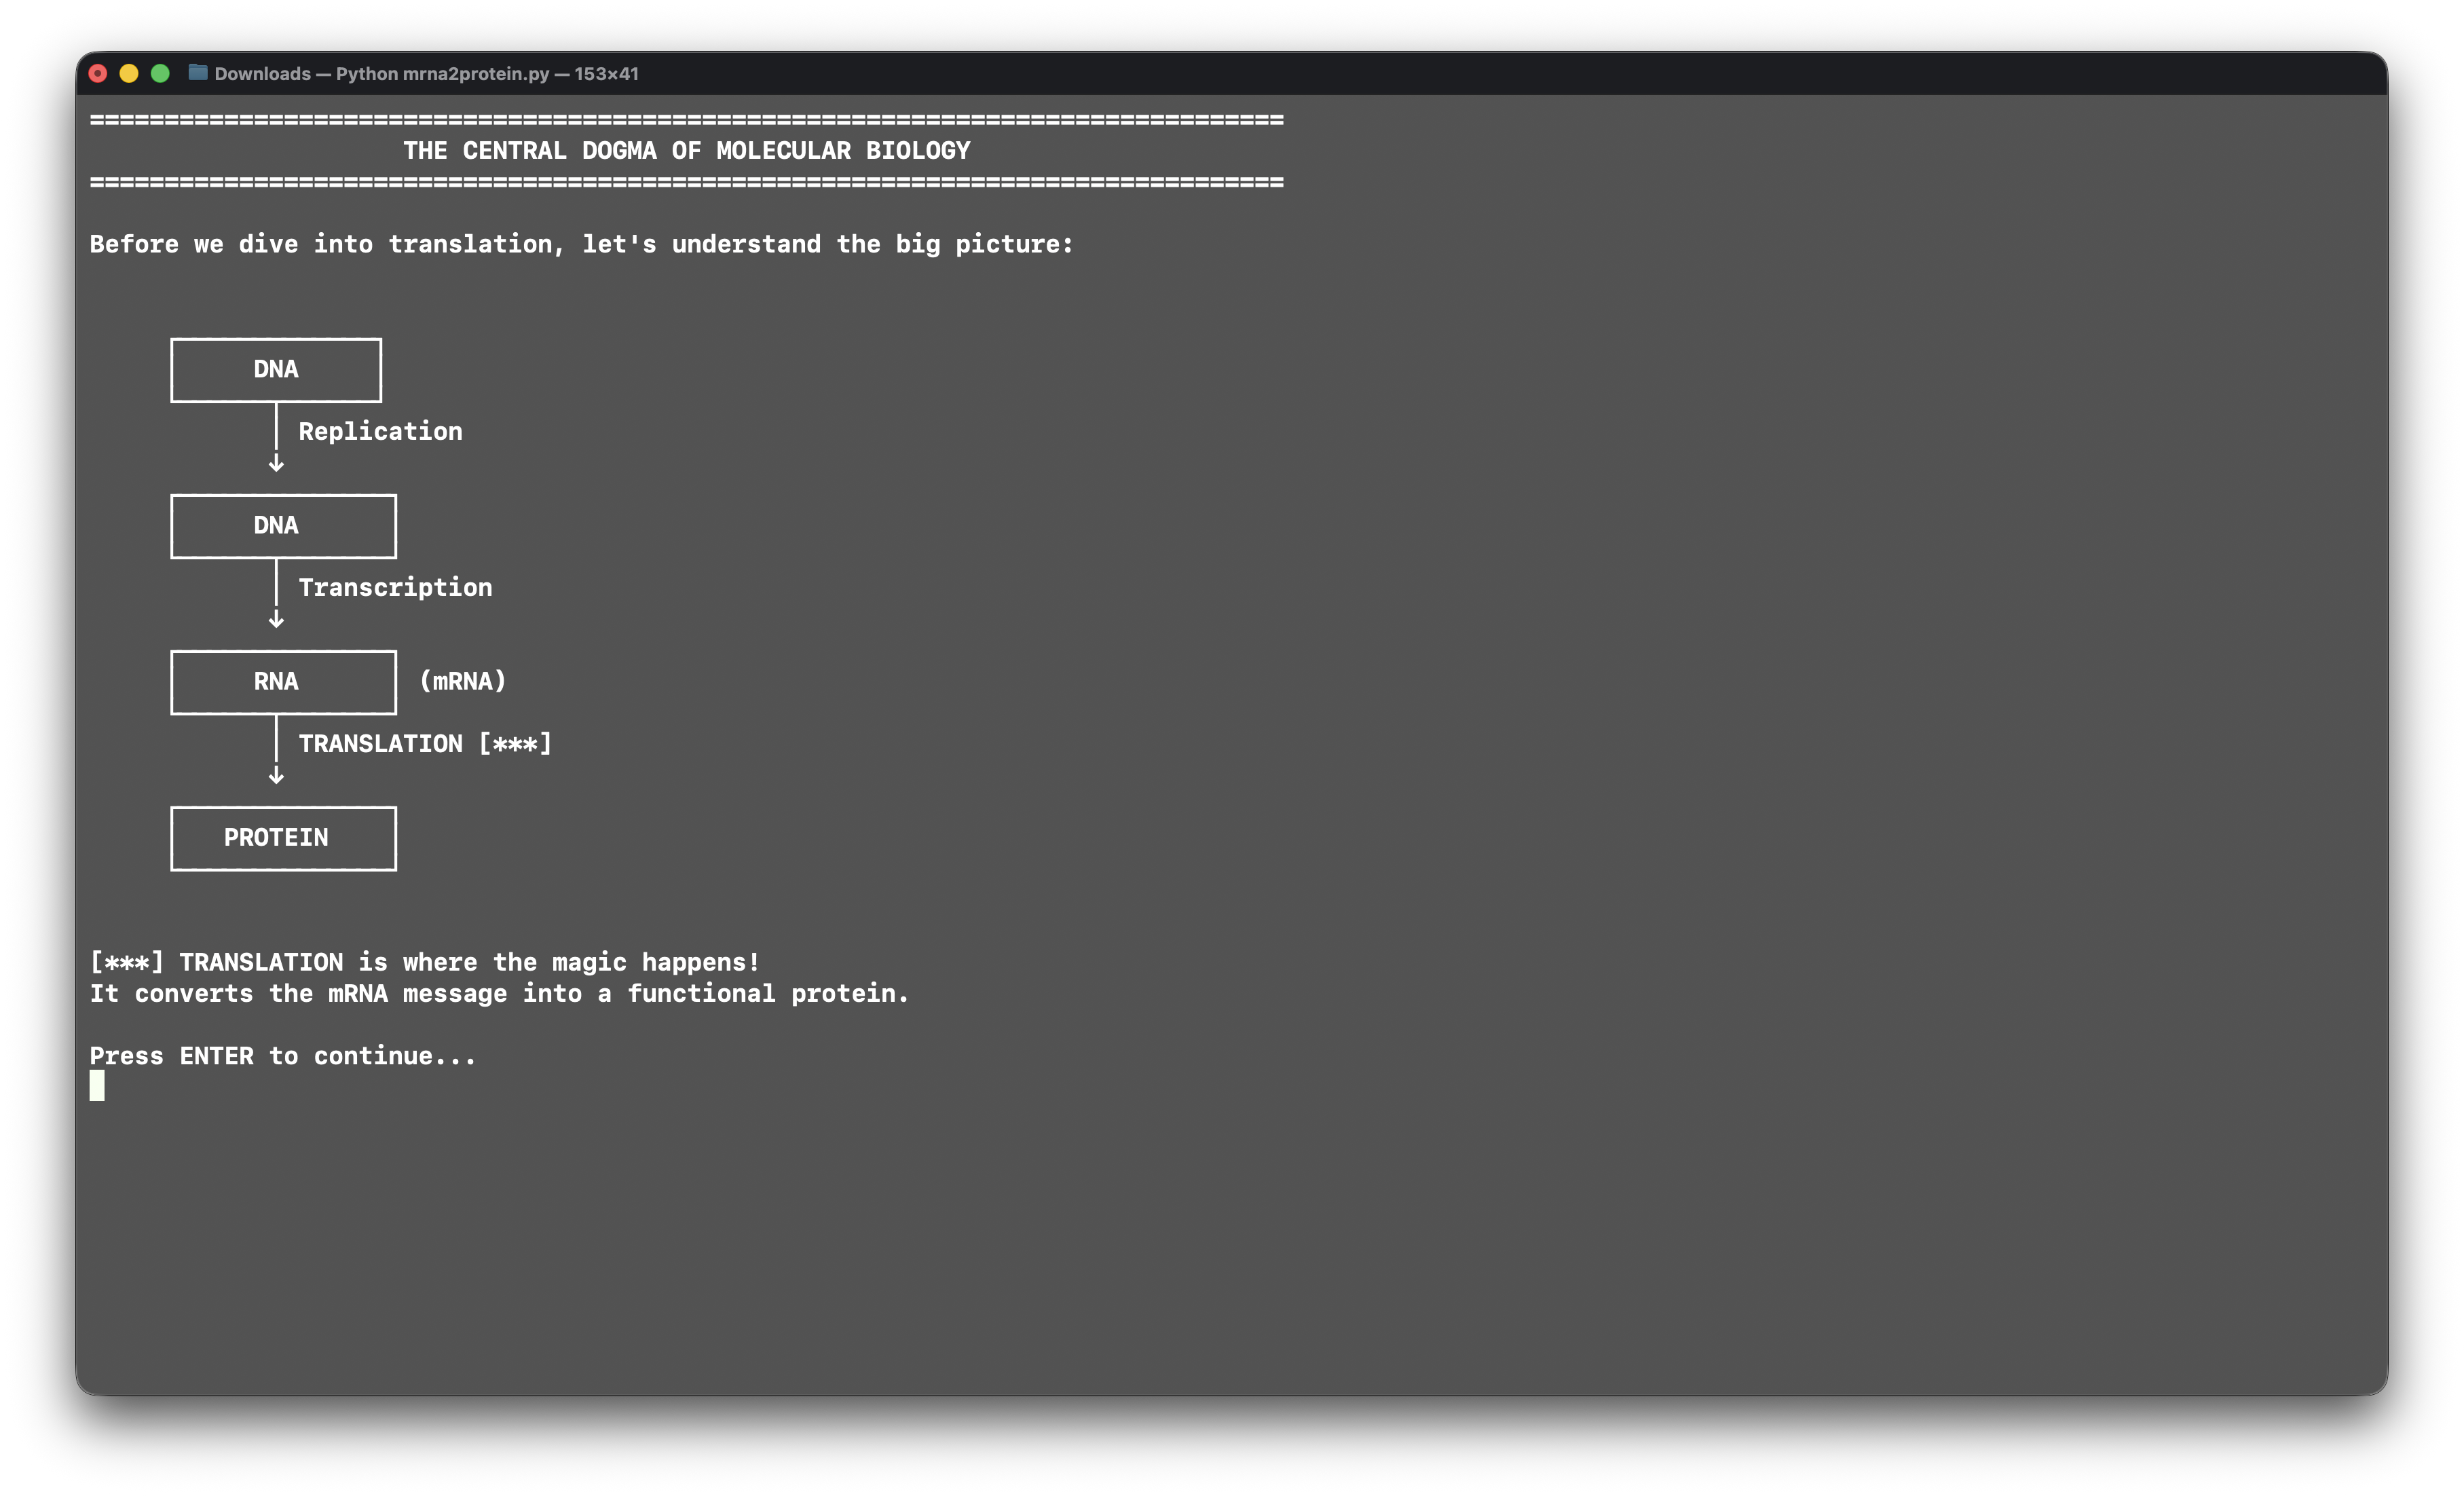 Downloads — Python mrna2protein.py — 153×41
================================================================================
THE CENTRAL DOGMA OF MOLECULAR BIOLOGY
================================================================================
Before we dive into translation, let's understand the big picture:
DNA
Replication
DNA
Transcription
RNA (mRNA)
TRANSLATION [***]
PROTEIN
[***] TRANSLATION is where the magic happens!
It converts the mRNA message into a functional protein.
Press ENTER to continue...